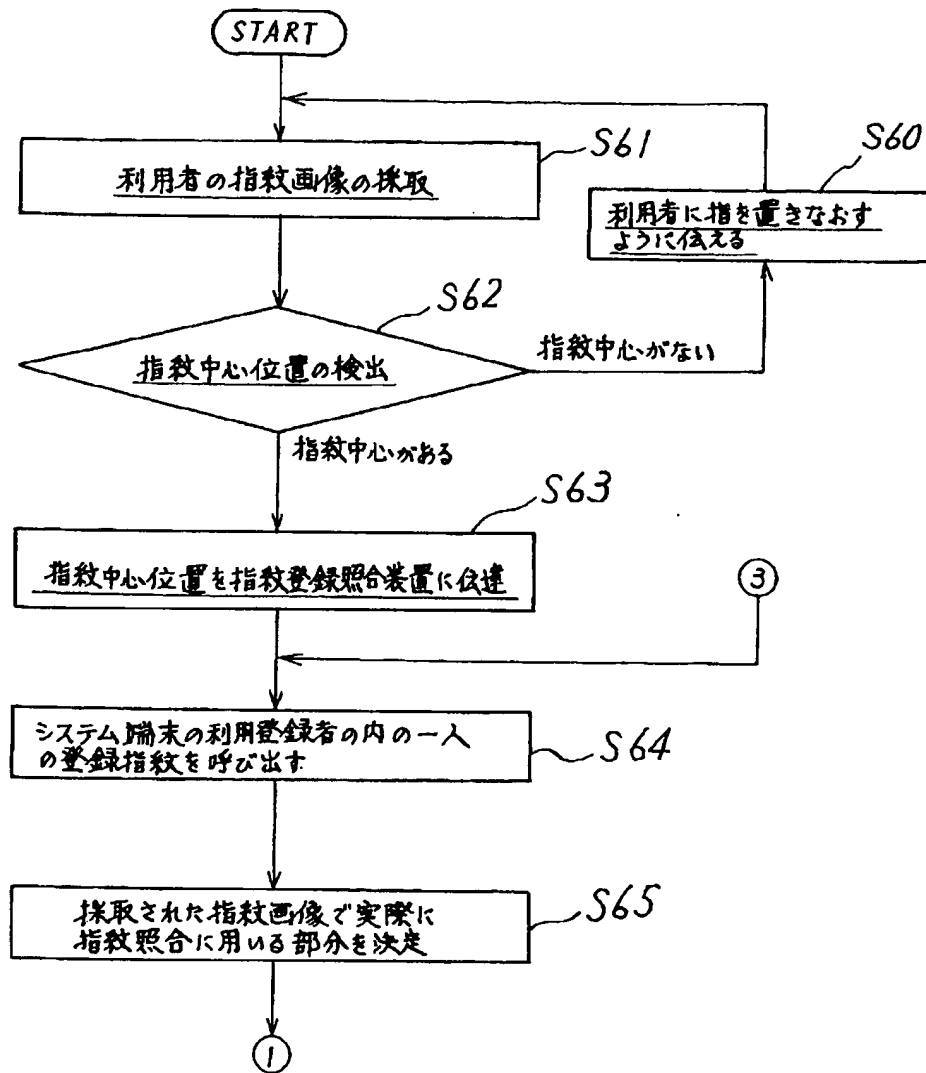 START
S61
利用者の指紋画像の採取
S60
利用者に指を置きなおす
ように伝える
S62
指紋中心位置の検出
指紋中心がない
指紋中心がある
S63
指紋中心位置を指紋登録照合装置に伝達
③
システム端末の利用登録者の内の一人
の登録指紋を呼び出す
S64
採取された指紋画像で実際に
指紋照合に用いる部分を決定
S65
①